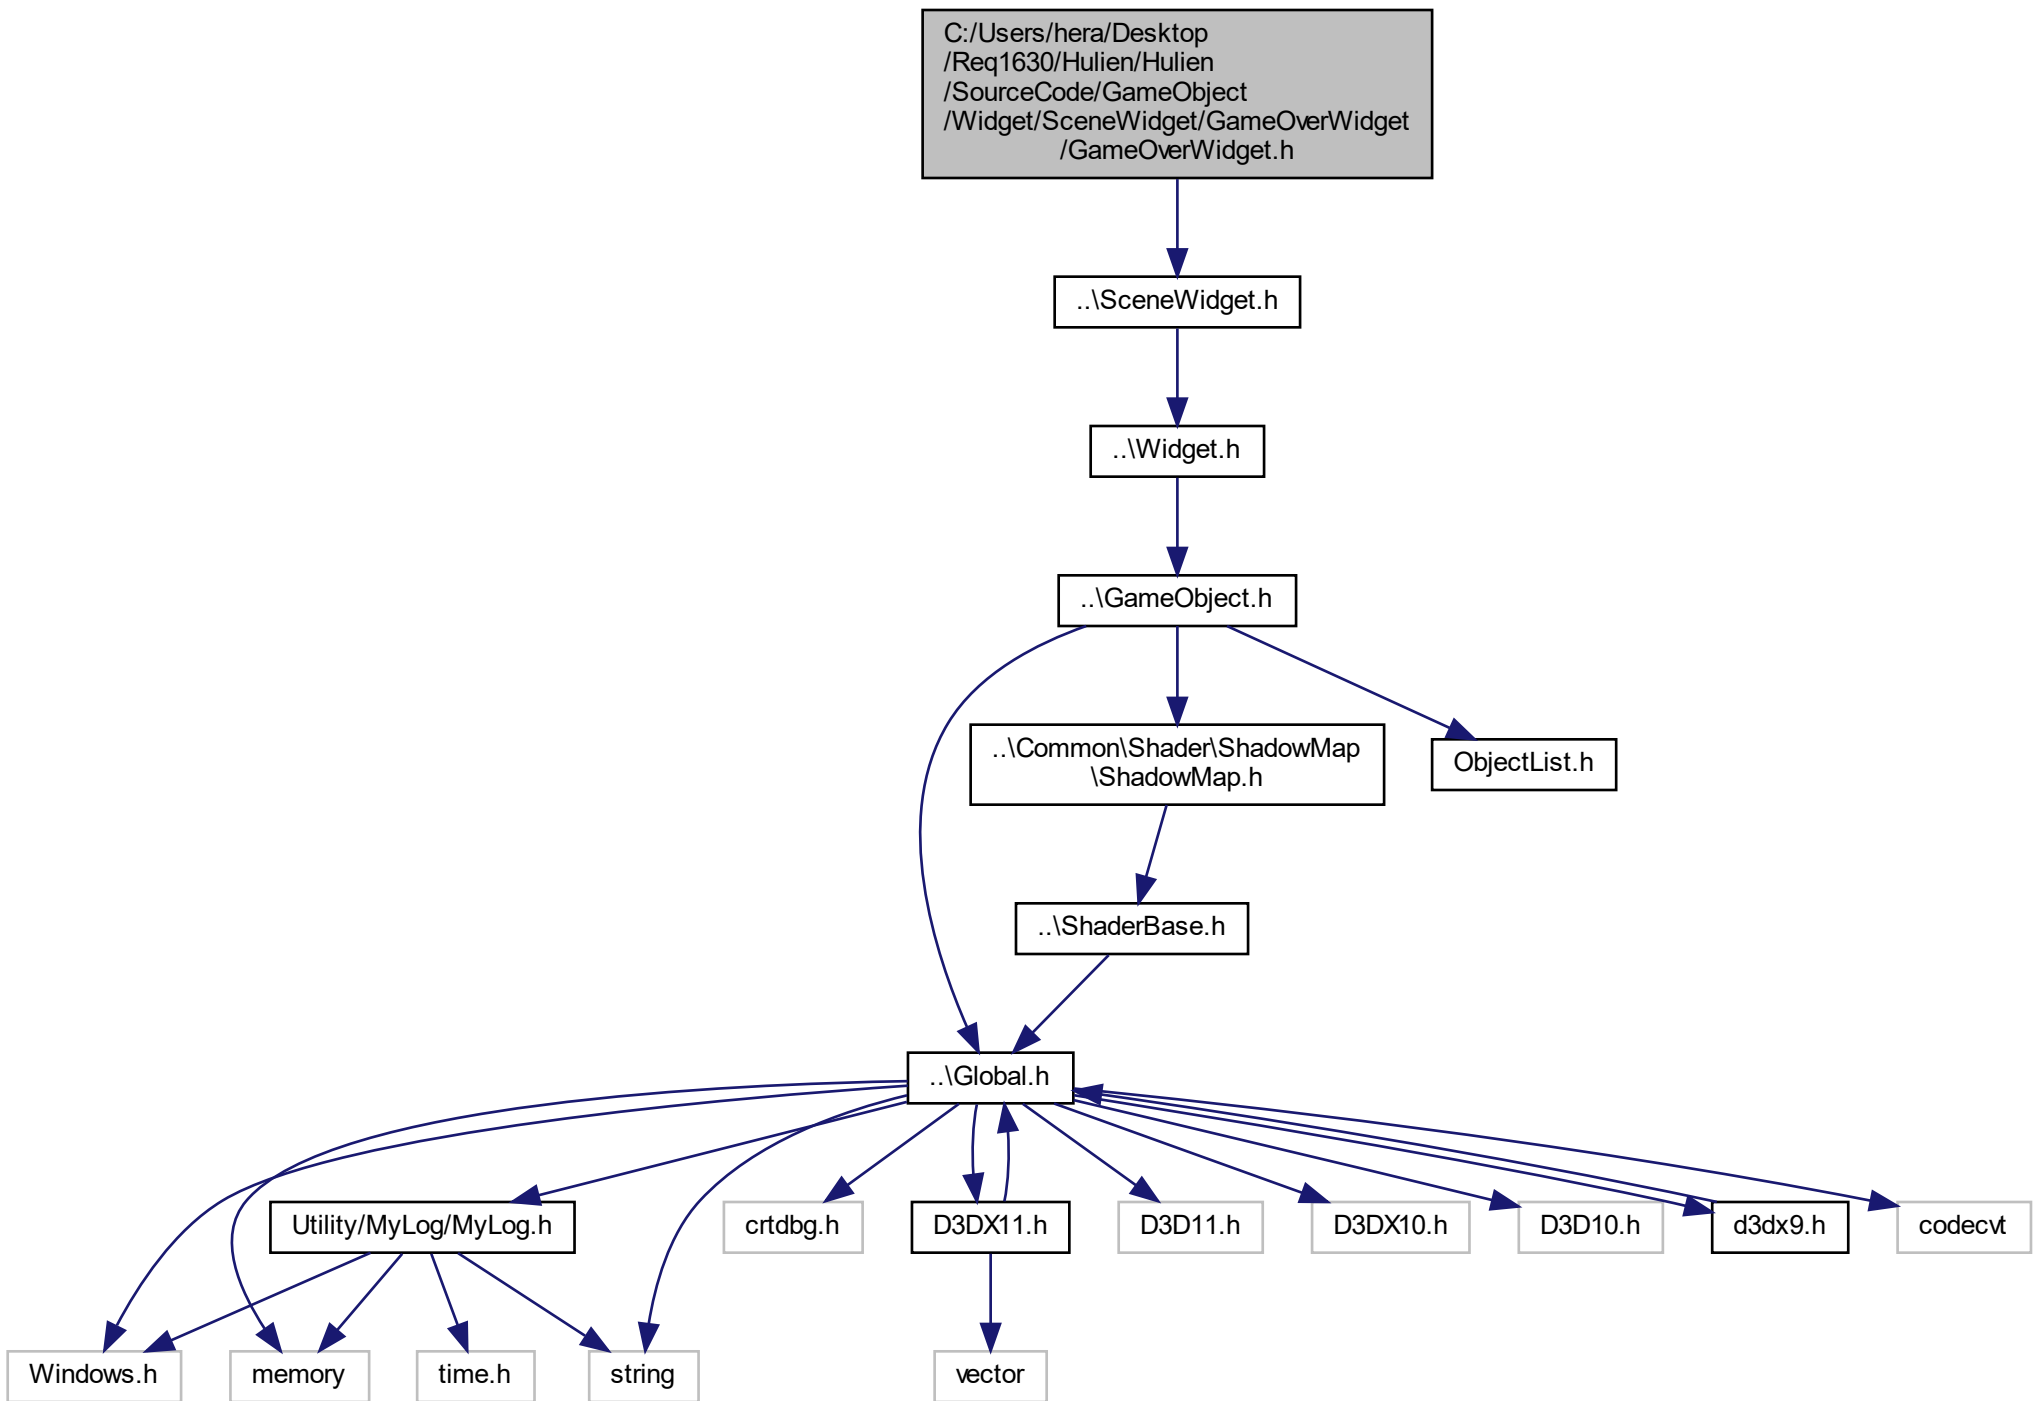 C:/Users/hera/Desktop
/Req1630/Hulien/Hulien
/SourceCode/GameObject
/Widget/SceneWidget/GameOverWidget
/GameOverWidget.h
..\SceneWidget.h
..\Widget.h
..\GameObject.h
..\Common\Shader\ShadowMap
\ShadowMap.h
ObjectList.h
..\ShaderBase.h
..\Global.h
Utility/MyLog/MyLog.h
crtdbg.h
D3DX11.h
D3D11.h
D3DX10.h
D3D10.h
d3dx9.h
codecvt
Windows.h
memory
time.h
string
vector